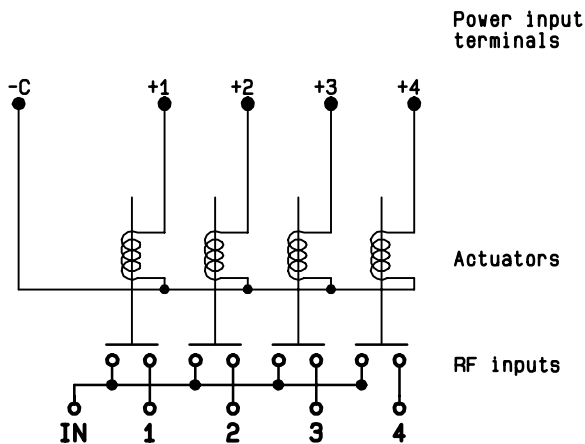 Power input
terminals
-C +1 +2 +3 +4
Actuators
RF inputs
IN 1 2 3 4